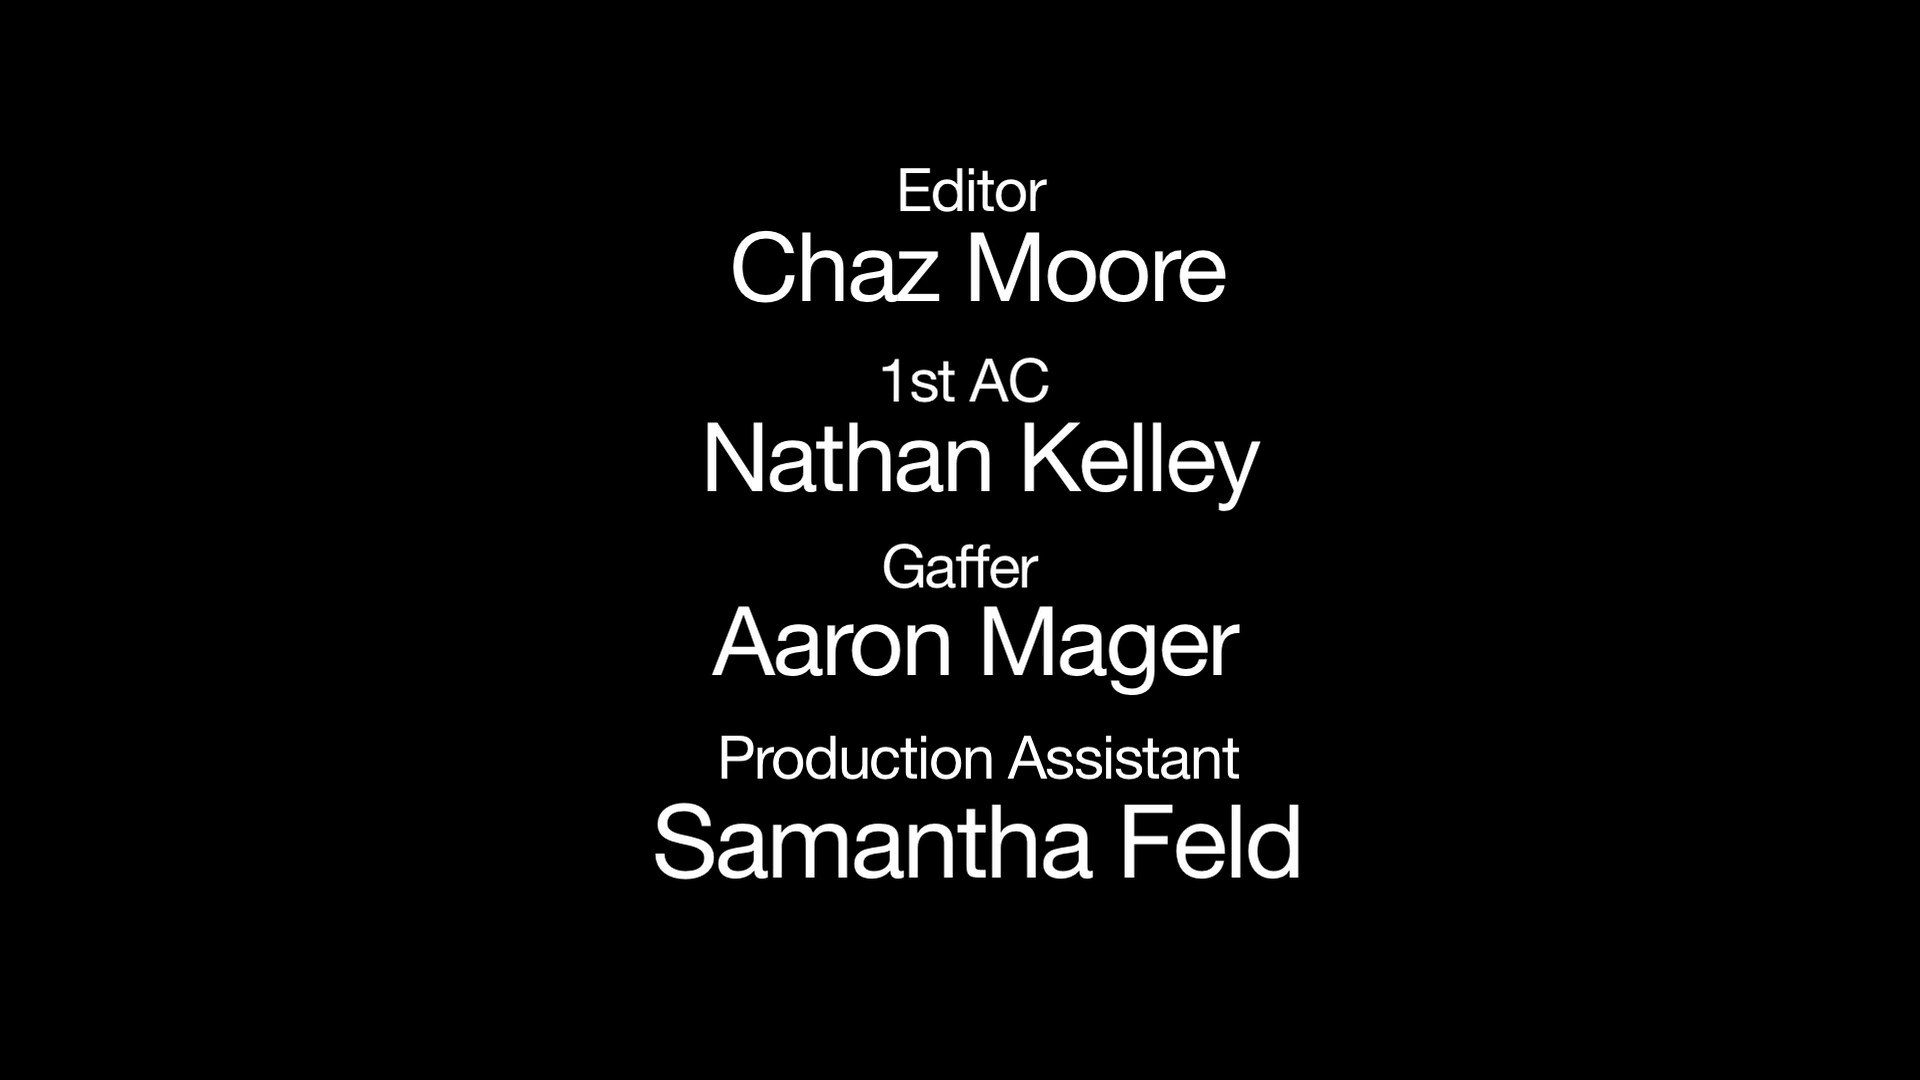 Editor
Chaz Moore
1st AC
Nathan Kelley
Gaffer
Aaron Mager
Production Assistant
Samantha Feld